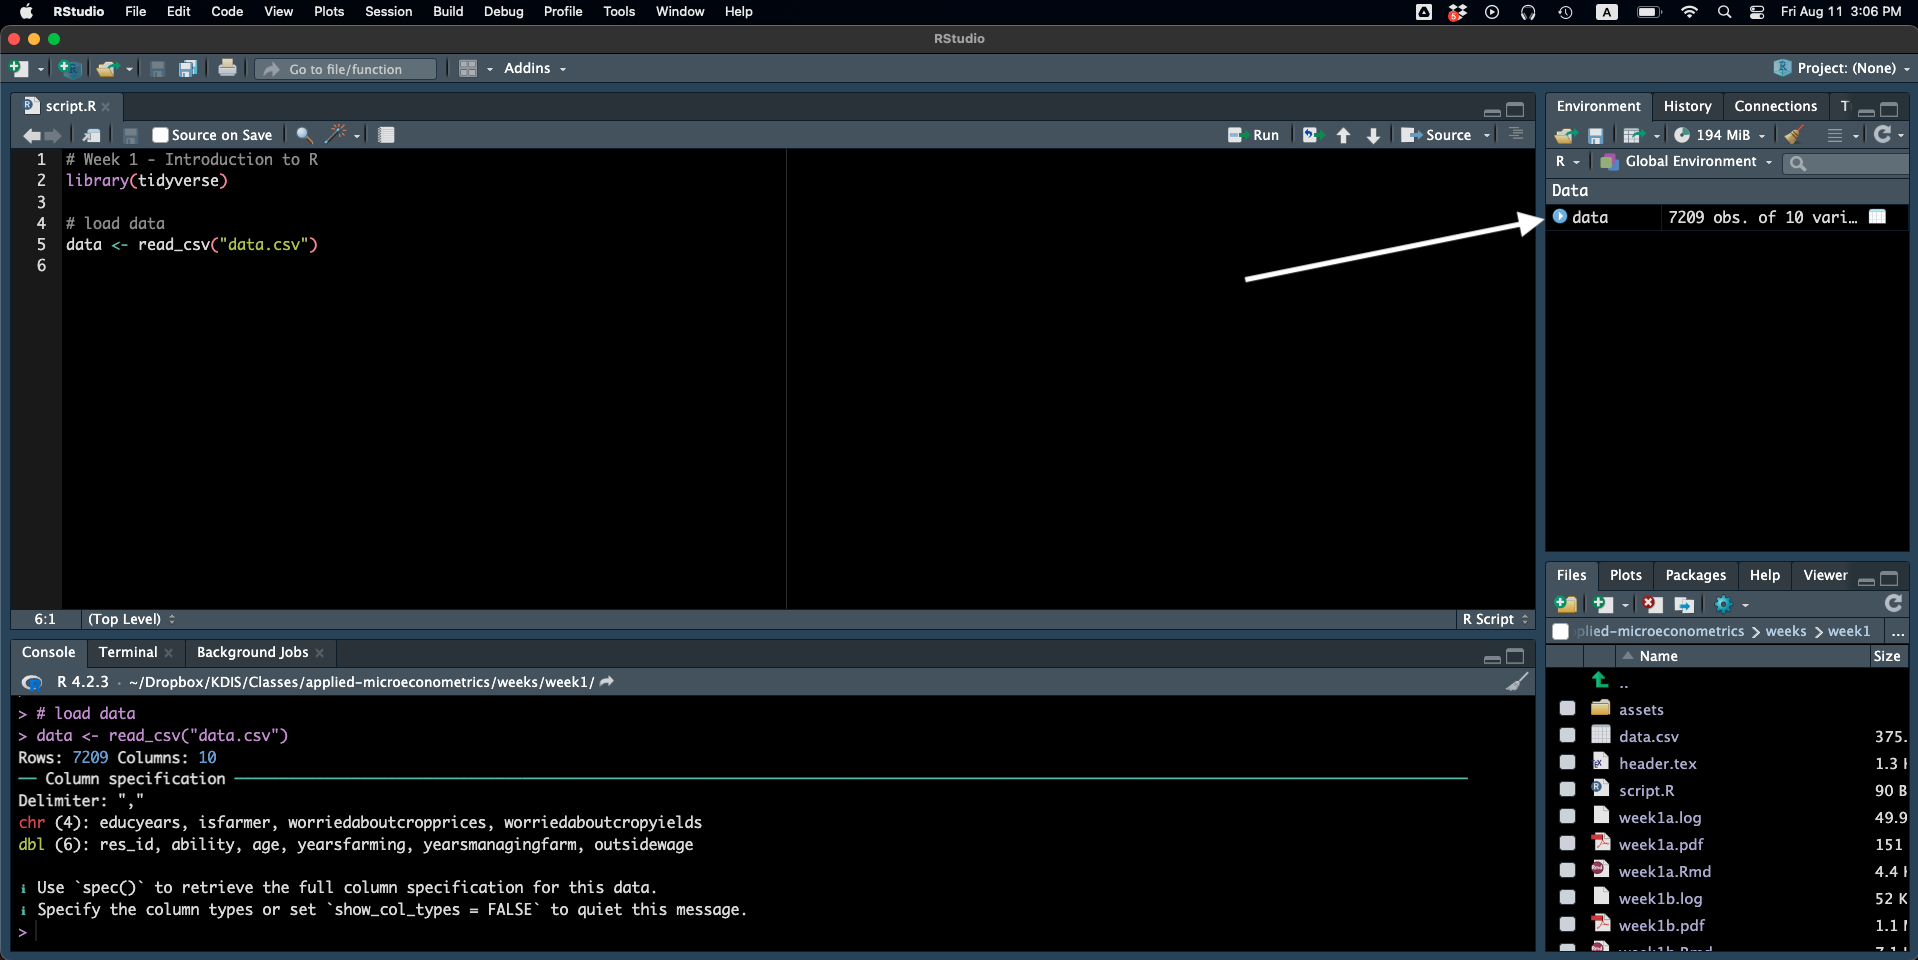 RStudio File Edit Code View Plots Session Build Debug Profile Tools Window Help 5 A Fri Aug 11 3:06 PM
RStudio
Go to file/function Addins Project: (None)
script.R
Source on Save Run Source
1 # Week 1 - Introduction to R
2 library(tidyverse)
3
4 # load data
5 data <- read_csv("data.csv")
6
6:1 (Top Level) R Script
Console Terminal Background Jobs
R 4.2.3 · ~/Dropbox/KDIS/Classes/applied-microeconometrics/weeks/week1/
> # load data
> data <- read_csv("data.csv")
Rows: 7209 Columns: 10
── Column specification ──
Delimiter: ","
chr (4): educyears, isfarmer, worriedaboutcropprices, worriedaboutcropyields
dbl (6): res_id, ability, age, yearsfarming, yearsmanagingfarm, outsidewage
ℹ Use `spec()` to retrieve the full column specification for this data.
ℹ Specify the column types or set `show_col_types = FALSE` to quiet this message.
>
Environment History Connections T
194 MiB
R Global Environment
Data
data 7209 obs. of 10 vari…
Files Plots Packages Help Viewer
plied-microeconometrics weeks week1 ...
Name Size
..
assets
data.csv 375.
header.tex 1.3
script.R 90 B
week1a.log 49.9
week1a.pdf 151
week1a.Rmd 4.4
week1b.log 52 K
week1b.pdf 1.1
week1b.Rmd 7.1